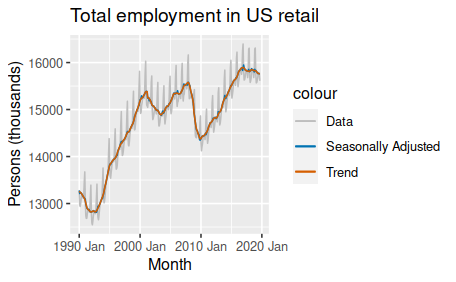 Total employment in US retail
Persons (thousands)
16000
15000
14000
13000
1990 Jan 2000 Jan 2010 Jan 2020 Jan
Month
colour
Data
Seasonally Adjusted
Trend